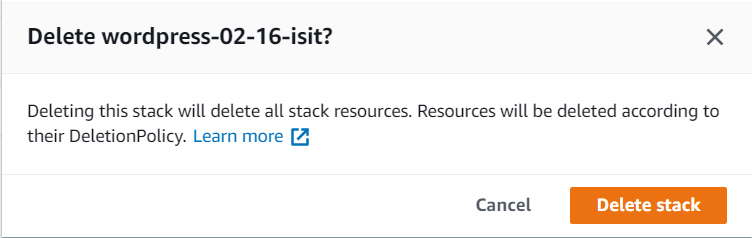 Delete wordpress-02-16-isit?
Deleting this stack will delete all stack resources. Resources will be deleted according to
their DeletionPolicy. Learn more
Cancel
Delete stack